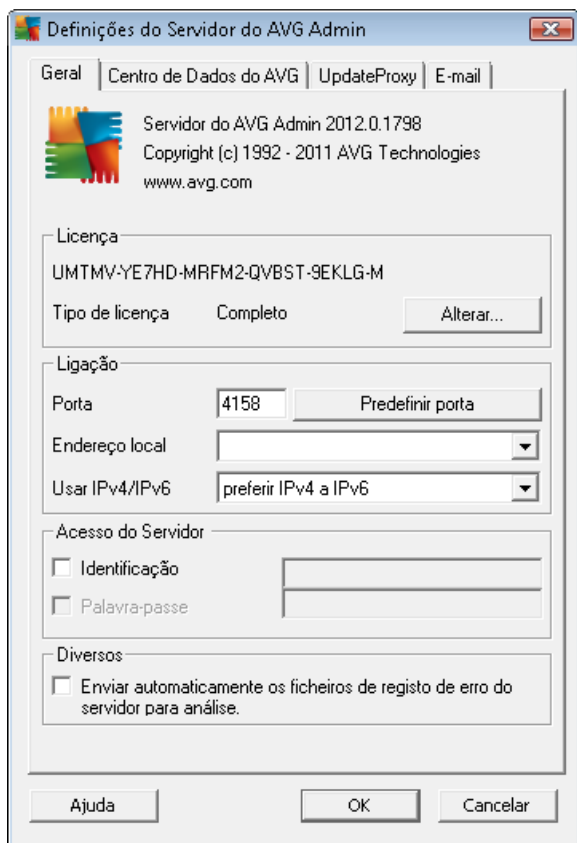 Definições do Servidor do AVG Admin
Geral
Centro de Dados do AVG
UpdateProxy
E-mail
Servidor do AVG Admin 2012.0.1798
Copyright (c) 1992 - 2011 AVG Technologies
www.avg.com
Licença
UMTMV-YE7HD-MRFM2-QVBST-9EKLG-M
Tipo de licença Completo Alterar...
Ligação
Porta 4158 Predefinir porta
Endereço local
Usar IPv4/IPv6 preferir IPv4 a IPv6
Acesso do Servidor
Identificação
Palavra-passe
Diversos
Enviar automaticamente os ficheiros de registo de erro do
servidor para análise.
Ajuda OK Cancelar